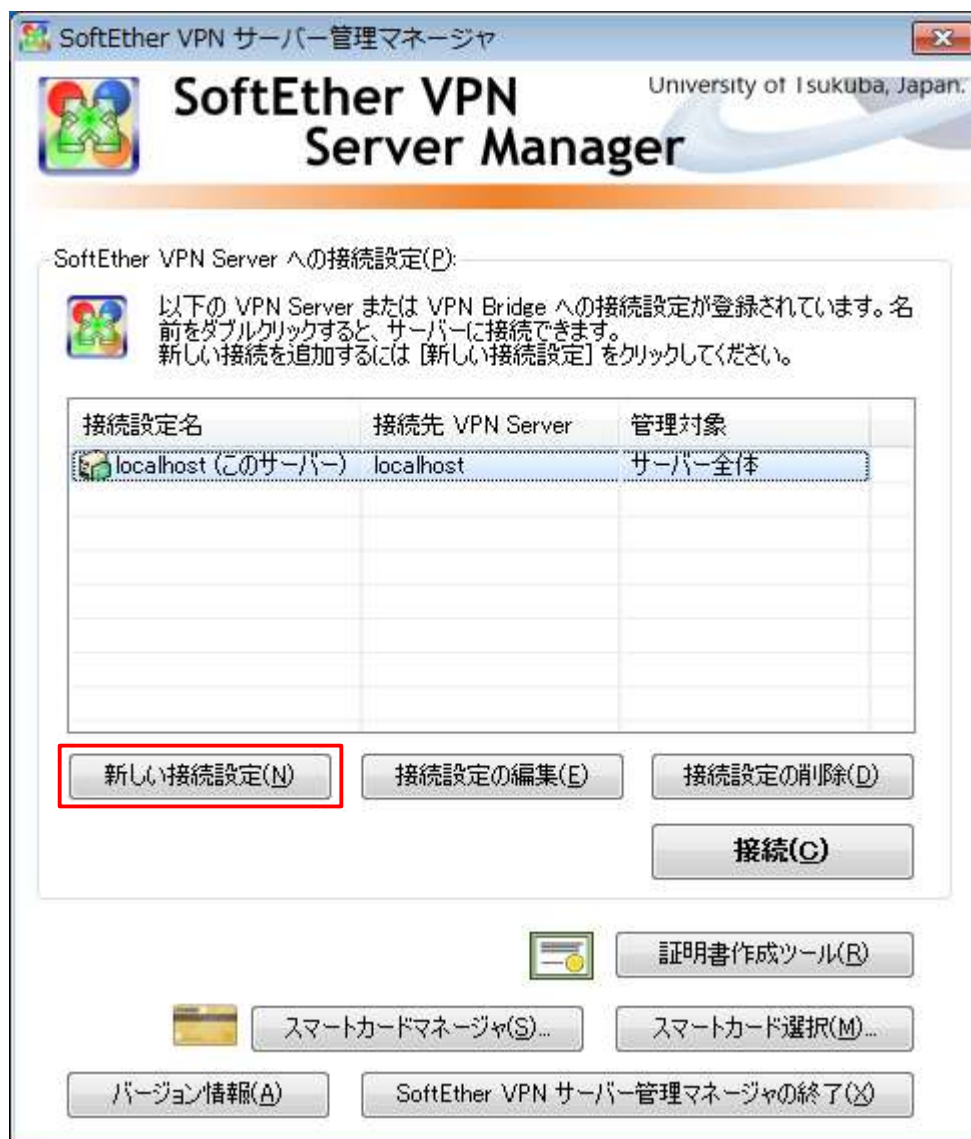 SoftEther VPN サーバー管理マネージャ
SoftEther VPN
Server Manager
University of Tsukuba, Japan.
SoftEther VPN Server への接続設定(P):
以下の VPN Server または VPN Bridge への接続設定が登録されています。名
前をダブルクリックすると、サーバーに接続できます。
新しい接続を追加するには [新しい接続設定] をクリックしてください。
接続設定名 接続先 VPN Server 管理対象
localhost (このサーバー) localhost サーバー全体
新しい接続設定(N) 接続設定の編集(E) 接続設定の削除(D)
接続(C)
証明書作成ツール(R)
スマートカードマネージャ(S)... スマートカード選択(M)...
バージョン情報(A) SoftEther VPN サーバー管理マネージャの終了(X)